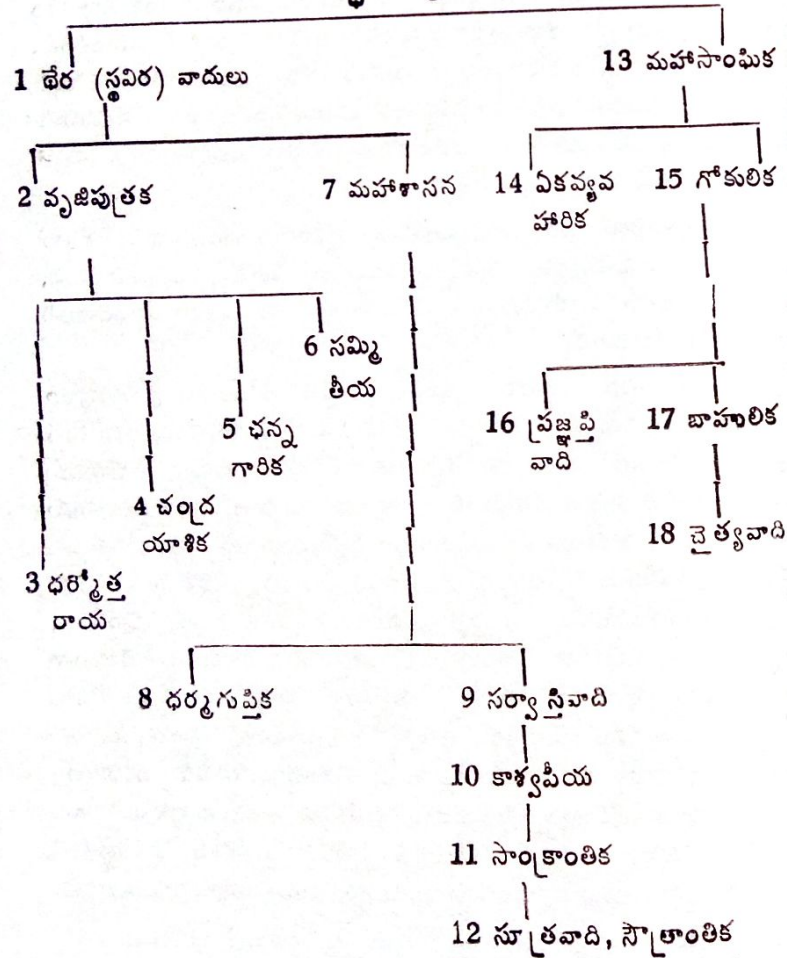 1 థేర (స్థవిర) వాదులు
13 మహాసాంఘిక
2 వృజిపుత్రక
7 మహాశాసన
14 ఏకవ్యవ
హారిక
15 గోకులిక
6 సమ్మి
తీయ
5 ఛన్న
గారిక
4 చంద్ర
యాశిక
3 ధర్మోత్త
రాయ
16 ప్రజ్ఞప్తి
వాది
17 బాహులిక
18 చైత్యవాది
8 ధర్మగుప్తిక
9 సర్వాస్తివాది
10 కాశ్వపీయ
11 సాంక్రాంతిక
12 సూత్రవాది, సౌత్రాంతిక